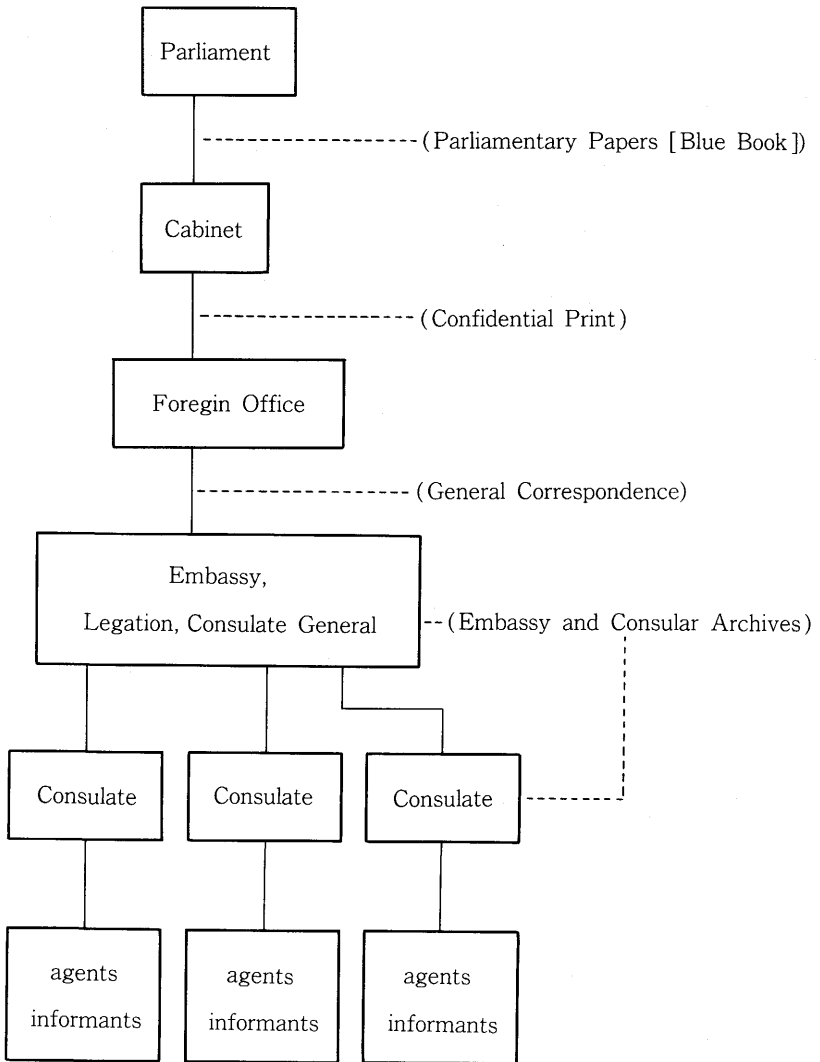 Parliament
(Parliamentary Papers [Blue Book])
Cabinet
(Confidential Print)
Foregin Office
(General Correspondence)
Embassy,
Legation, Consulate General
(Embassy and Consular Archives)
Consulate
Consulate
Consulate
agents
informants
agents
informants
agents
informants